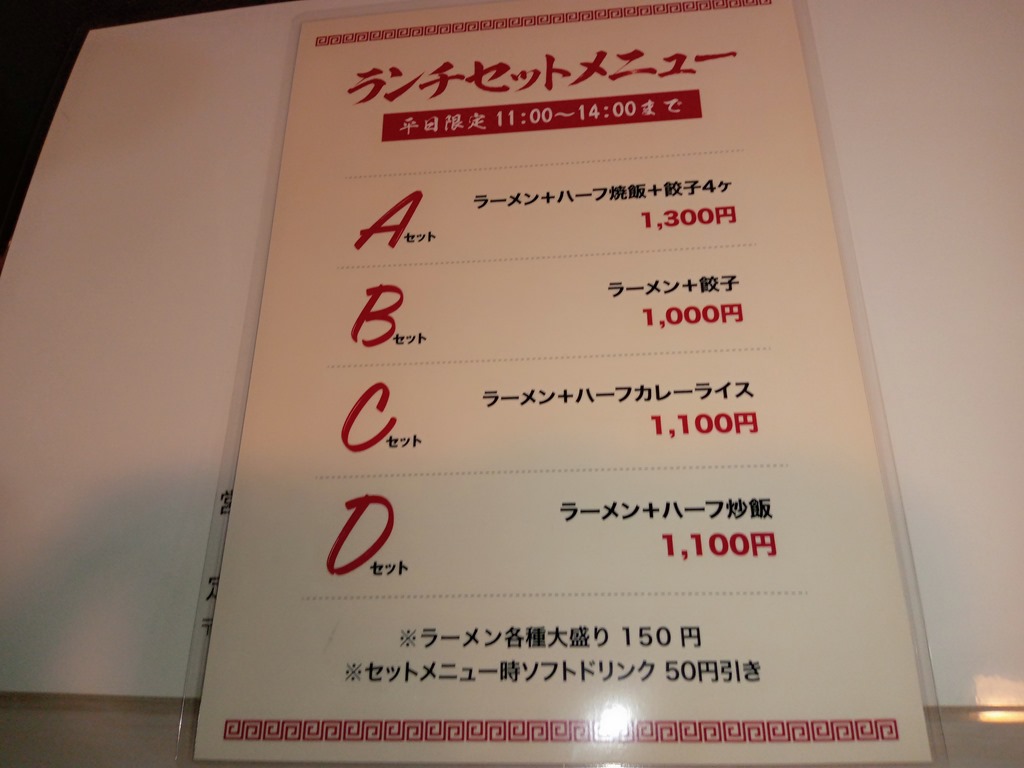 ランチセットメニュー
平日限定 11:00〜14:00まで
Aセット
ラーメン+ハーフ焼飯+餃子4ヶ
1,300円
Bセット
ラーメン+餃子
1,000円
Cセット
ラーメン+ハーフカレーライス
1,100円
Dセット
ラーメン+ハーフ炒飯
1,100円
※ラーメン各種大盛り 150 円
※セットメニュー時ソフトドリンク 50円引き